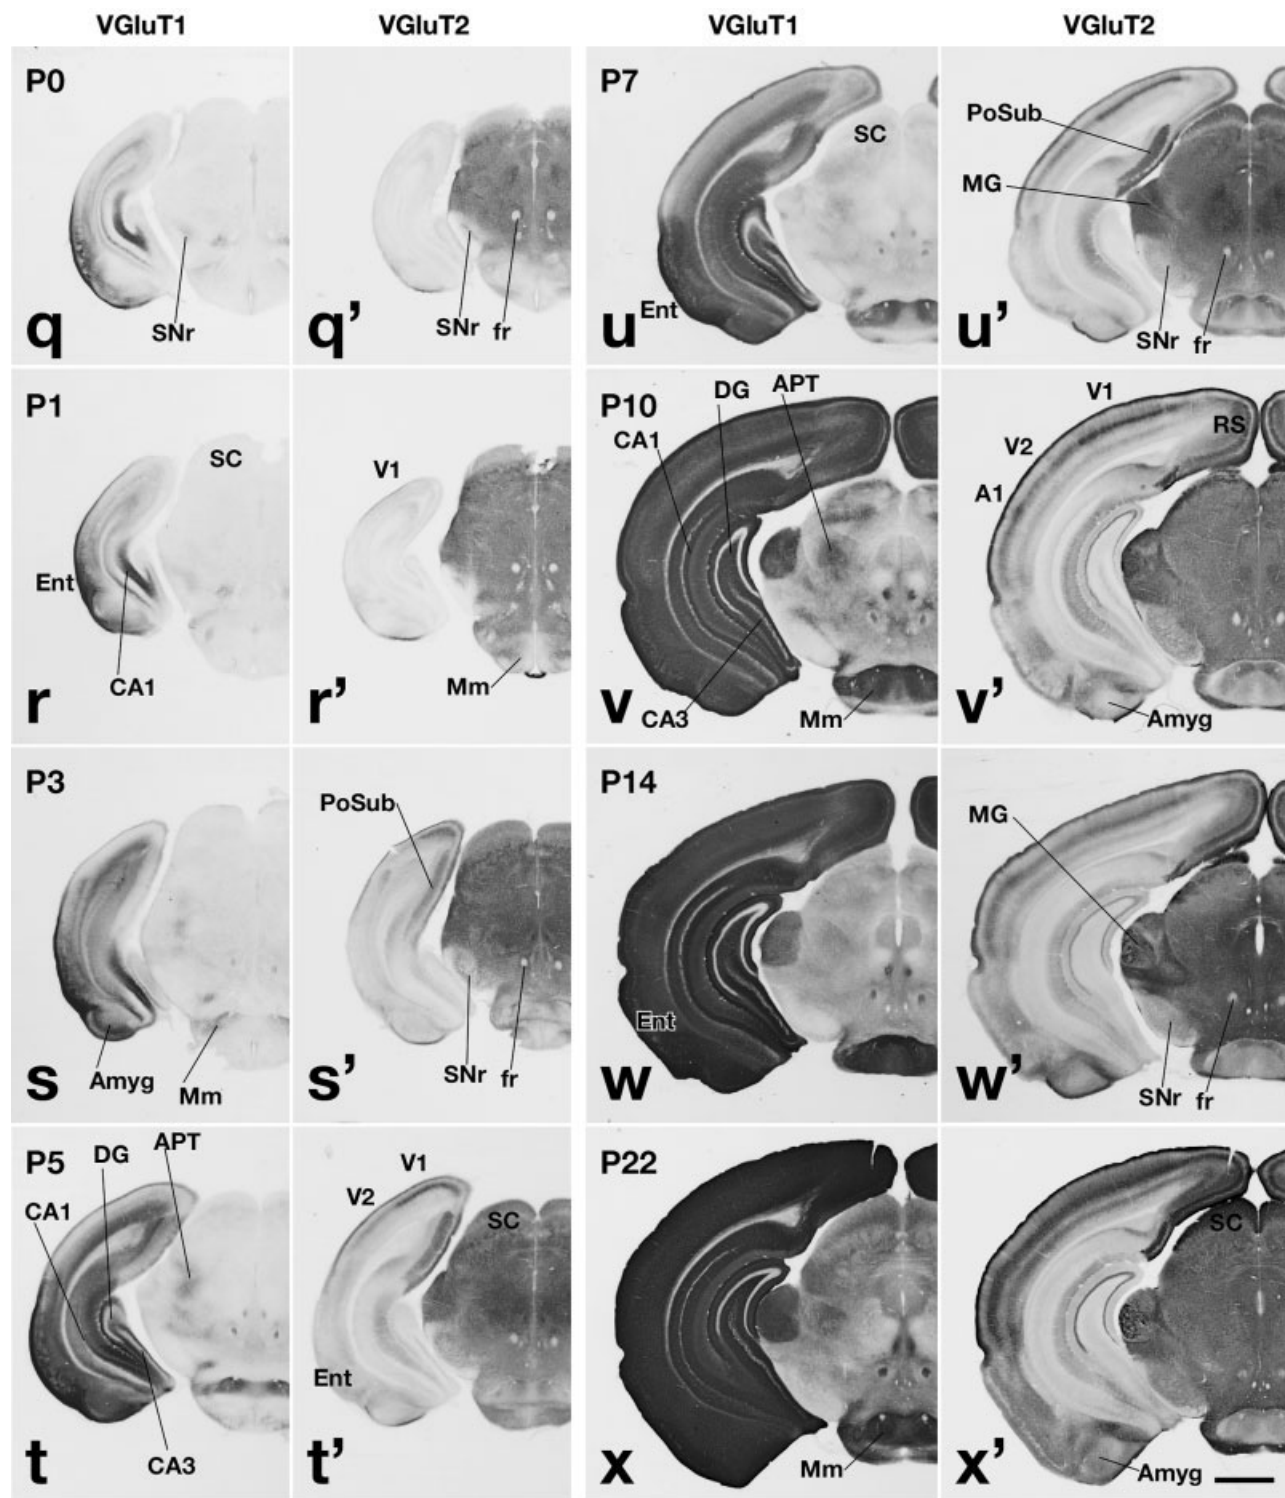 VGluT1 VGluT2 VGluT1 VGluT2
P0
SNr
q
SNr fr
q’
P7
SC
Ent
u
PoSub
MG
SNr fr
u’
P1
SC
Ent
CA1
r
V1
Mm
r’
P10
DG APT
CA1
CA3 Mm
v
V1
RS
V2
A1
Amyg
v’
P3
Amyg
Mm
s
PoSub
SNr fr
s’
P14
Ent
w
MG
SNr fr
w’
P5
DG APT
CA1
CA3
t
V1
V2
SC
Ent
t’
P22
Mm
x
SC
Amyg
x’